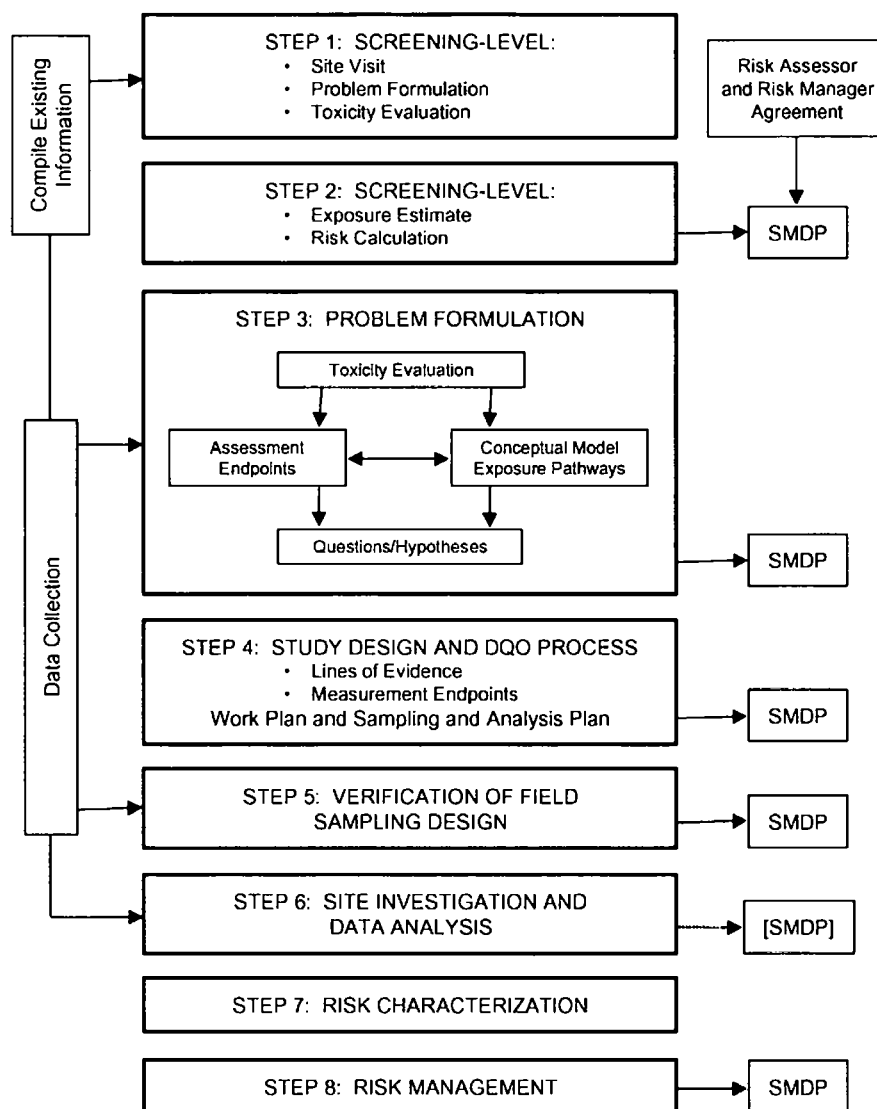 STEP 1: SCREENING-LEVEL:
• Site Visit
• Problem Formulation
• Toxicity Evaluation
Compile Existing
Information
Risk Assessor
and Risk Manager
Agreement
STEP 2: SCREENING-LEVEL:
• Exposure Estimate
• Risk Calculation
SMDP
STEP 3: PROBLEM FORMULATION
Toxicity Evaluation
Assessment
Endpoints
Conceptual Model
Exposure Pathways
Questions/Hypotheses
SMDP
Data Collection
STEP 4: STUDY DESIGN AND DQO PROCESS
• Lines of Evidence
• Measurement Endpoints
Work Plan and Sampling and Analysis Plan
SMDP
STEP 5: VERIFICATION OF FIELD
SAMPLING DESIGN
SMDP
STEP 6: SITE INVESTIGATION AND
DATA ANALYSIS
[SMDP]
STEP 7: RISK CHARACTERIZATION
STEP 8: RISK MANAGEMENT
SMDP